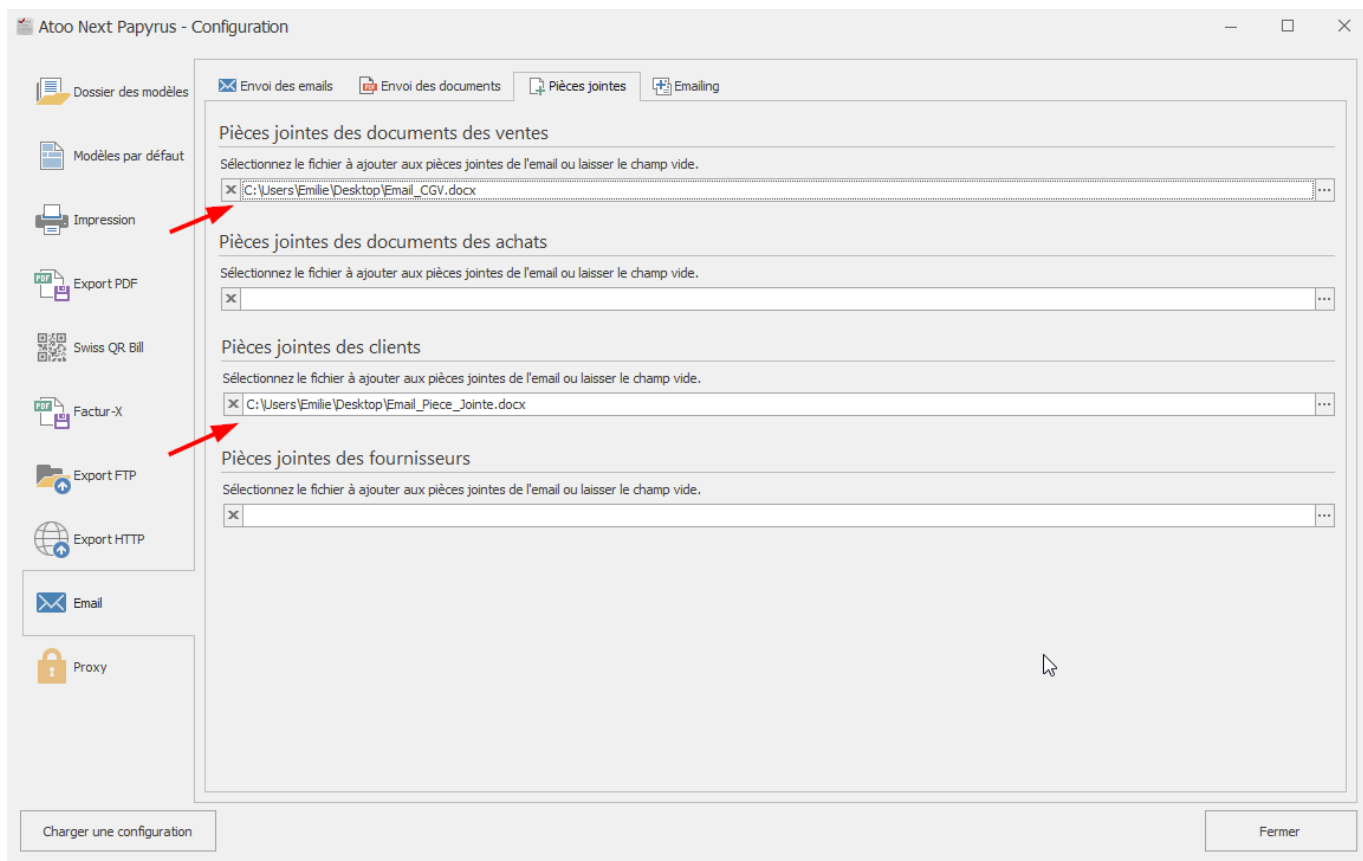 Atoo Next Papyrus - Configuration
Dossier des modèles
Modèles par défaut
Impression
PDF
Export PDF
Swiss QR Bill
PDF
Factur-X
Export FTP
Export HTTP
Email
Proxy
Envoi des emails
PDF
Envoi des documents
Pièces jointes
Emailing
Pièces jointes des documents des ventes
Sélectionnez le fichier à ajouter aux pièces jointes de l'email ou laisser le champ vide.
C:\Users\Emilie\Desktop\Email_CGV.docx
...
Pièces jointes des documents des achats
Sélectionnez le fichier à ajouter aux pièces jointes de l'email ou laisser le champ vide.
...
Pièces jointes des clients
Sélectionnez le fichier à ajouter aux pièces jointes de l'email ou laisser le champ vide.
C:\Users\Emilie\Desktop\Email_Piece_Jointe.docx
...
Pièces jointes des fournisseurs
Sélectionnez le fichier à ajouter aux pièces jointes de l'email ou laisser le champ vide.
...
Charger une configuration
Fermer